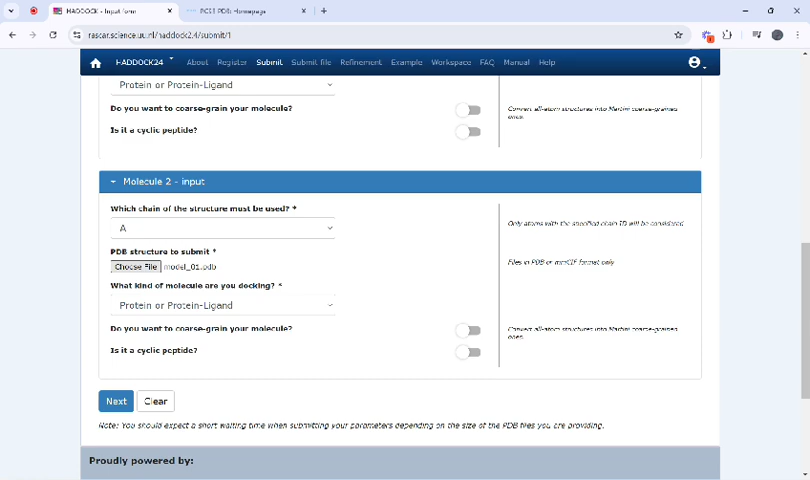 HADDOCK - Input form
RCSB PDB: Homepage
rascar.science.uu.nl/haddock2.4/submit/1
HADDOCK24
About
Register
Submit
Submit file
Refinement
Example
Workspace
FAQ
Manual
Help
Protein or Protein-Ligand
Do you want to coarse-grain your molecule?
Convert all-atom structures into Martini coarse-grained
ones.
Is it a cyclic peptide?
Molecule 2 - input
Which chain of the structure must be used? *
Only atoms with the specified chain ID will be considered
A
PDB structure to submit *
Files in PDB or mmCIF format only
Choose File model_01.pdb
What kind of molecule are you docking? *
Protein or Protein-Ligand
Do you want to coarse-grain your molecule?
Convert all-atom structures into Martini coarse-grained
ones.
Is it a cyclic peptide?
Next
Clear
Note: You should expect a short waiting time when submitting your parameters depending on the size of the PDB files you are providing.
Proudly powered by: